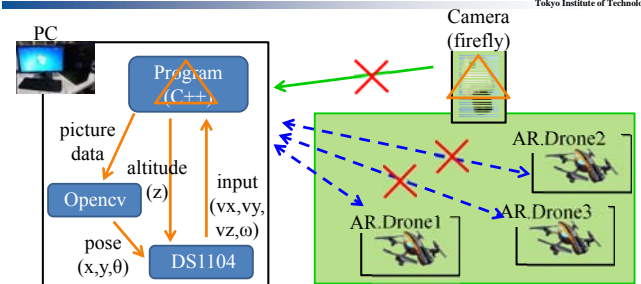 Tokyo Institute of Technolo
PC
Camera
(firefly)
Program
(C++)
picture
data
altitude
(z)
input
(vx,vy,
vz,ω)
Opencv
pose
(x,y,θ)
DS1104
AR.Drone2
AR.Drone1
AR.Drone3